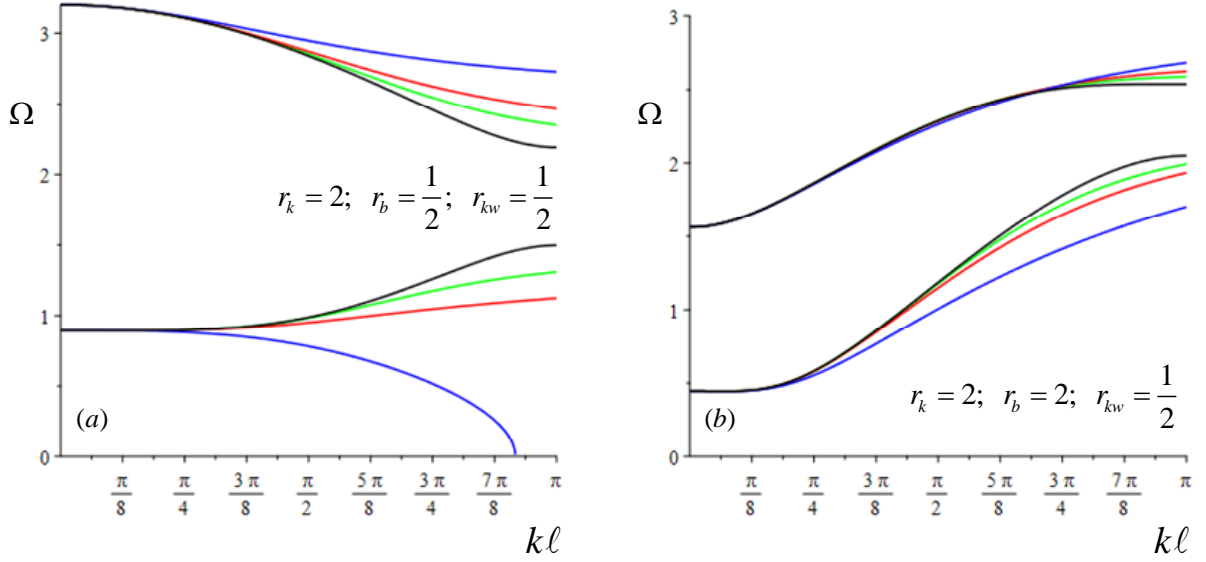 3
Ω
2
r_k = 2; r_b = 1/2; r_kw = 1/2
1
(a)
0
π/8 π/4 3π/8 π/2 5π/8 3π/4 7π/8 π
kℓ
3
Ω
2
1
r_k = 2; r_b = 2; r_kw = 1/2
(b)
0
π/8 π/4 3π/8 π/2 5π/8 3π/4 7π/8 π
kℓ